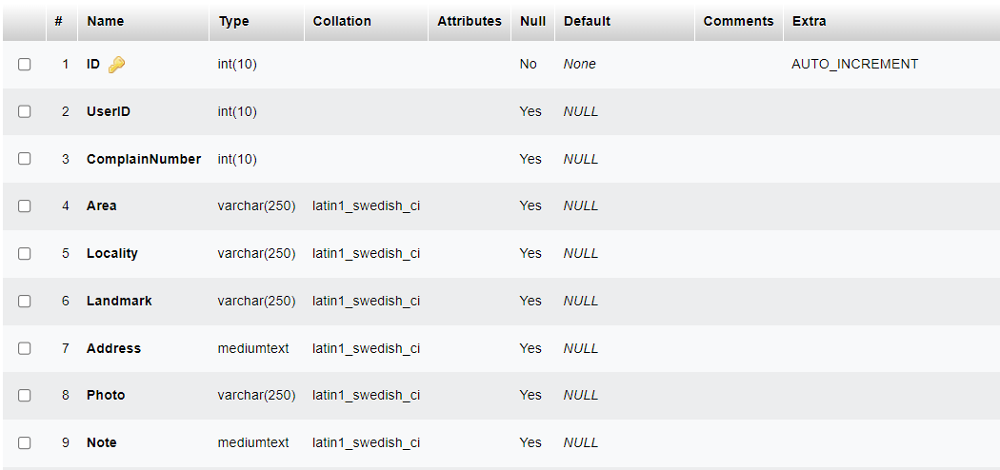 # Name Type Collation Attributes Null Default Comments Extra
1 ID int(10) No None AUTO_INCREMENT
2 UserID int(10) Yes NULL
3 ComplainNumber int(10) Yes NULL
4 Area varchar(250) latin1_swedish_ci Yes NULL
5 Locality varchar(250) latin1_swedish_ci Yes NULL
6 Landmark varchar(250) latin1_swedish_ci Yes NULL
7 Address mediumtext latin1_swedish_ci Yes NULL
8 Photo varchar(250) latin1_swedish_ci Yes NULL
9 Note mediumtext latin1_swedish_ci Yes NULL